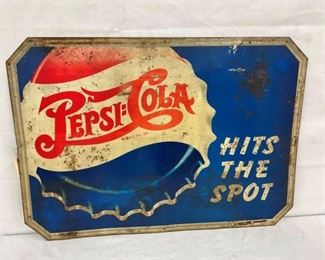 PEPSI-COLA
HITS
THE
SPOT